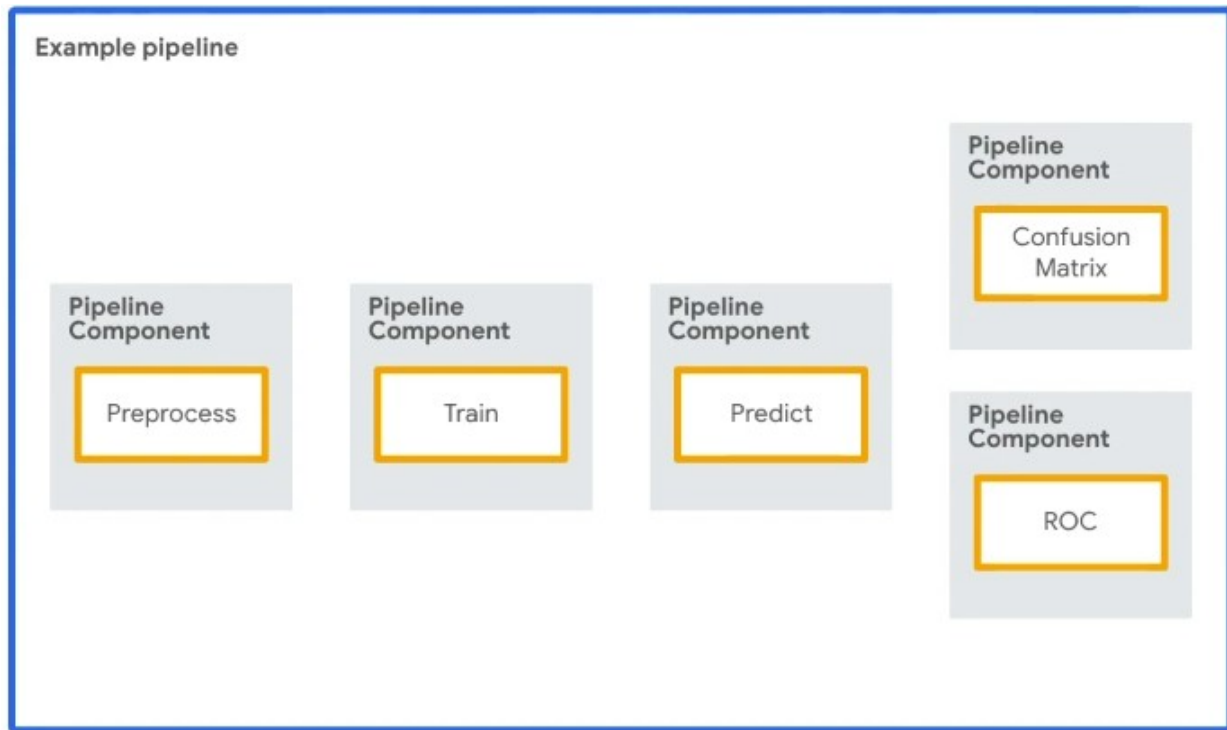 Example pipeline
Pipeline
Component
Preprocess
Pipeline
Component
Train
Pipeline
Component
Predict
Pipeline
Component
Confusion
Matrix
Pipeline
Component
ROC